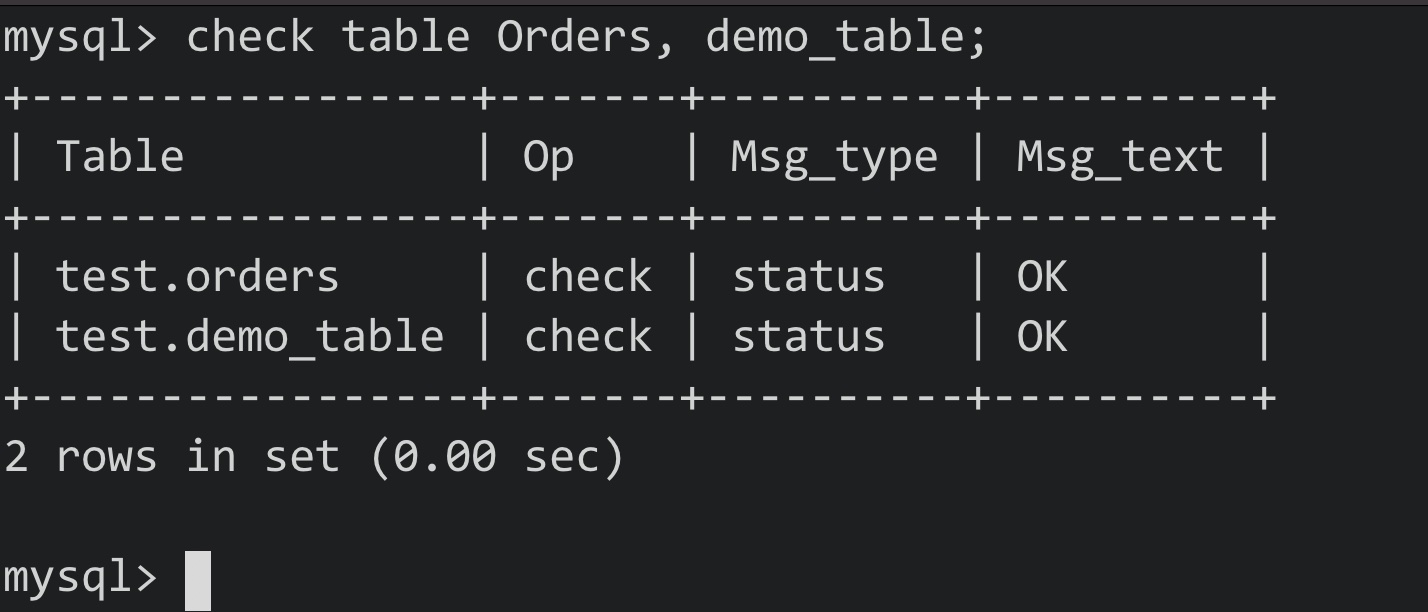 mysql> check table Orders, demo_table;
+-----------------+-------+----------+----------+
| Table           | Op    | Msg_type | Msg_text |
+-----------------+-------+----------+----------+
| test.orders     | check | status   | OK       |
| test.demo_table | check | status   | OK       |
+-----------------+-------+----------+----------+
2 rows in set (0.00 sec)
mysql>